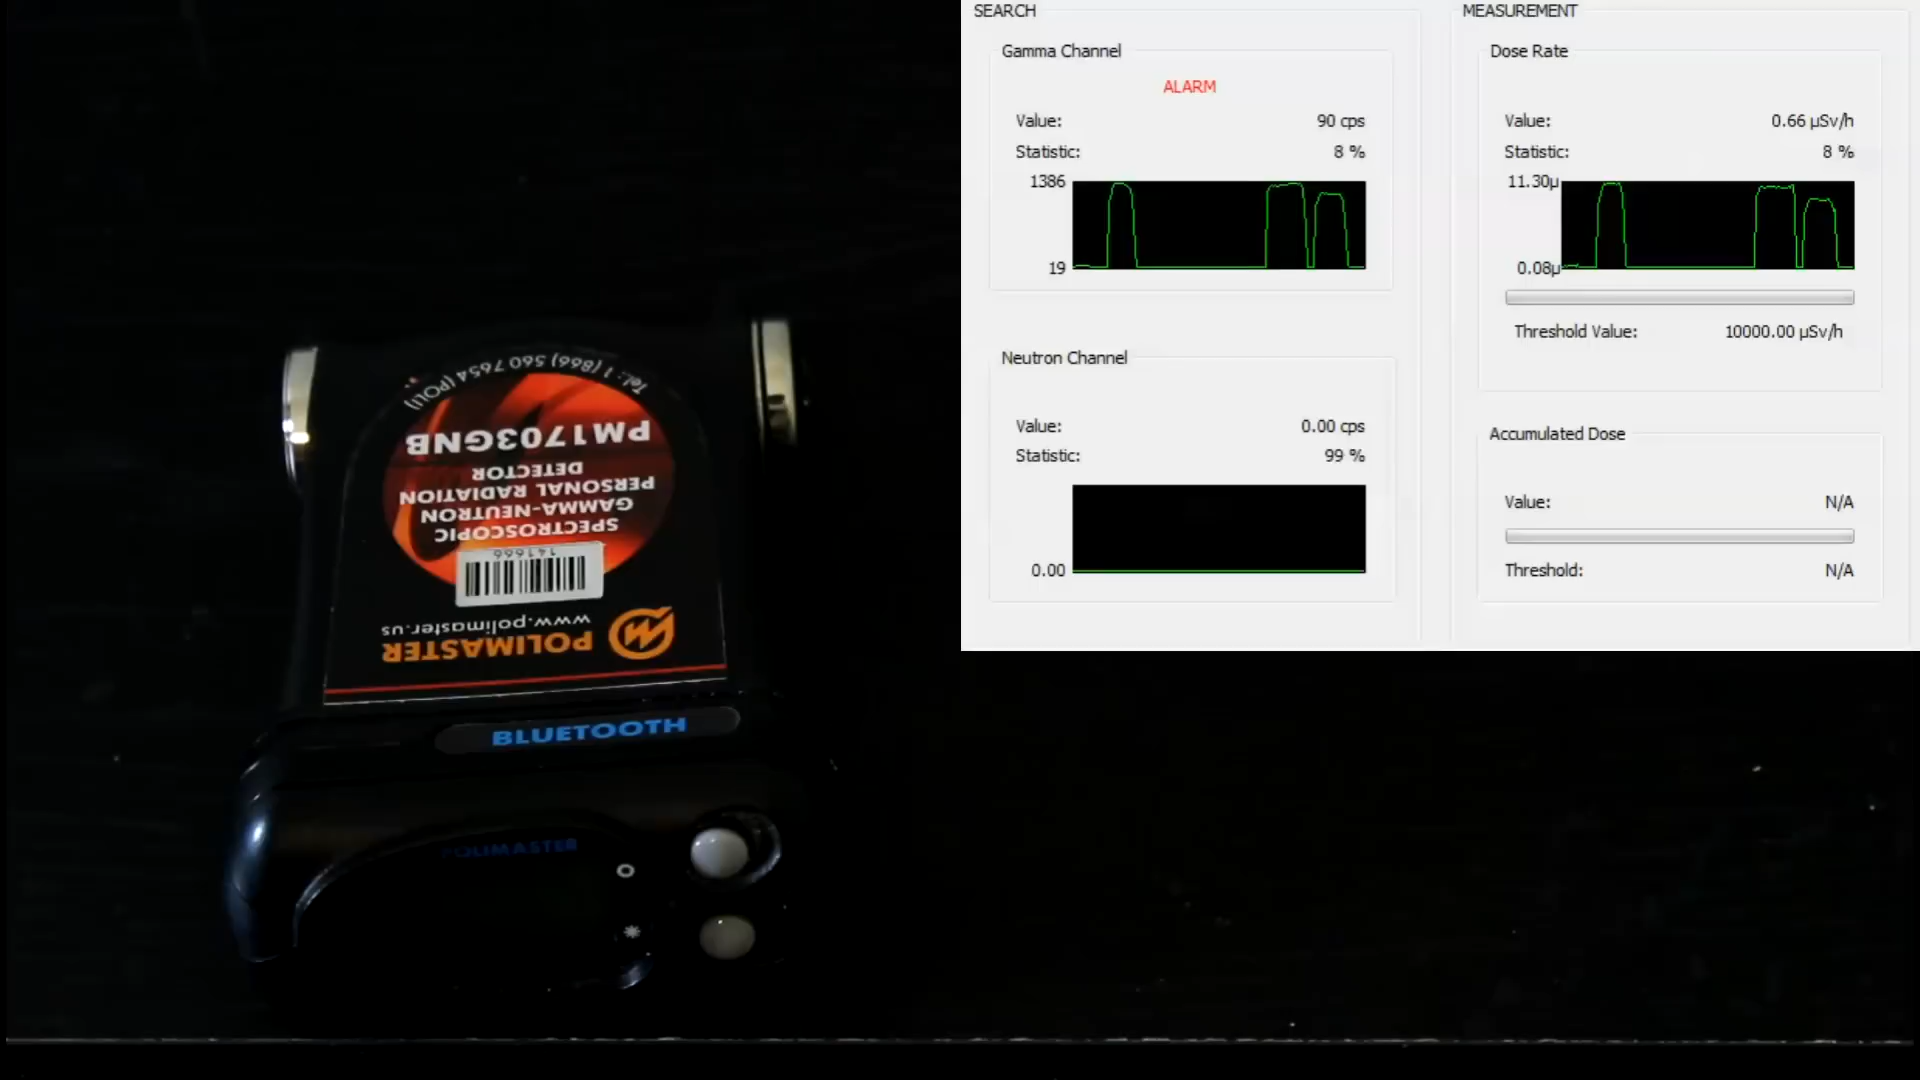 SEARCH
Gamma Channel
ALARM
Value: 90 cps
Statistic: 8 %
1386
19
Neutron Channel
Value: 0.00 cps
Statistic: 99 %
0.00
MEASUREMENT
Dose Rate
Value: 0.66 µSv/h
Statistic: 8 %
11.30µ
0.08µ
Threshold Value: 10000.00 µSv/h
Accumulated Dose
Value: N/A
Threshold: N/A
POLIMASTER
www.polimaster.us
141666
SPECTROSCOPIC
GAMMA-NEUTRON
PERSONAL RADIATION
DETECTOR
PM1703GNB
Tel.: 1 (866) 560 7654 (POLI)
BLUETOOTH
POLIMASTER